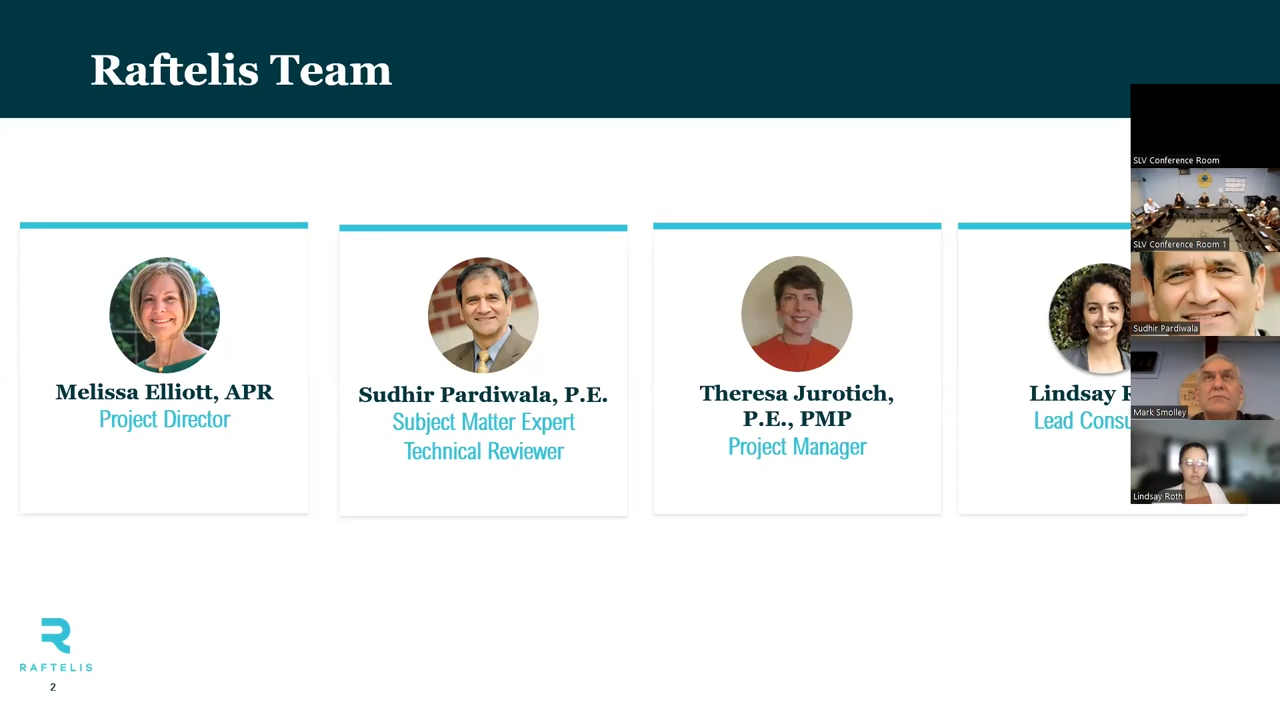 Raftelis Team
Melissa Elliott, APR
Project Director
Sudhir Pardiwala, P.E.
Subject Matter Expert
Technical Reviewer
Theresa Jurotich,
P.E., PMP
Project Manager
Lindsay R
Lead Consu
SLV Conference Room
SLV Conference Room 1
Sudhir Pardiwala
Mark Smolley
Lindsay Roth
RAFTELIS
2